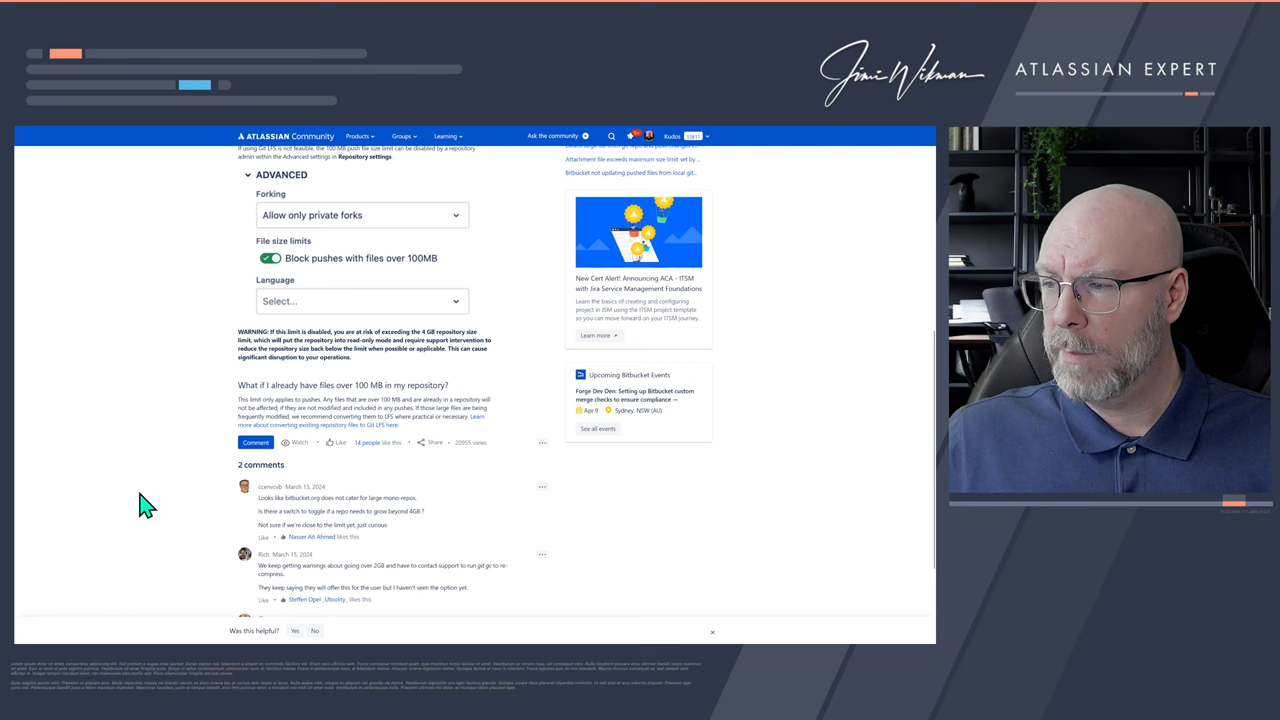 Jimi Wikman
ATLASSIAN EXPERT
ATLASSIAN Community
Products
Groups
Learning
Ask the community
Kudos
If using Git LFS is not feasible, the 100 MB push file size limit can be disabled by a repository
admin within the Advanced settings in Repository settings.
ADVANCED
Forking
Allow only private forks
File size limits
Block pushes with files over 100MB
Language
Select...
WARNING: If this limit is disabled, you are at risk of exceeding the 4 GB repository size
limit, which will put the repository into read-only mode and require support intervention to
reduce the repository size back below the limit when possible or applicable. This can cause
significant disruption to your operations.
What if I already have files over 100 MB in my repository?
This limit only applies to pushes. Any files that are over 100 MB and are already in a repository will
not be affected, if they are not modified and included in any pushes. If those large files are being
frequently modified, we recommend converting them to LFS where practical or necessary. Learn
more about converting existing repository files to Git LFS here.
Comment
Watch
•
Like
14 people like this
•
Share
•
20955 views
2 comments
ccenvcvb March 15, 2024
Looks like bitbucket.org does not cater for large mono-repos.
Is there a switch to toggle if a repo needs to grow beyond 4GB ?
Not sure if we're close to the limit yet, just curious
Like • Nasser Ait Ahmed likes this
Rich March 15, 2024
We keep getting warnings about going over 2GB and have to contact support to run git gc to re-
compress.
They keep saying they will offer this for the user but I haven't seen the option yet.
Like • Steffen Opel _Utoolity_ likes this
Attachment file exceeds maximum size limit set by ...
Bitbucket not updating pushed files from local git...
New Cert Alert! Announcing ACA - ITSM
with Jira Service Management Foundations
Learn the basics of creating and configuring
project in JSM using the ITSM project template
so you can move forward on your ITSM journey.
Learn more
Upcoming Bitbucket Events
Forge Dev Den: Setting up Bitbucket custom
merge checks to ensure compliance →
Apr 9 Sydney, NSW (AU)
See all events
Was this helpful?
Yes
No